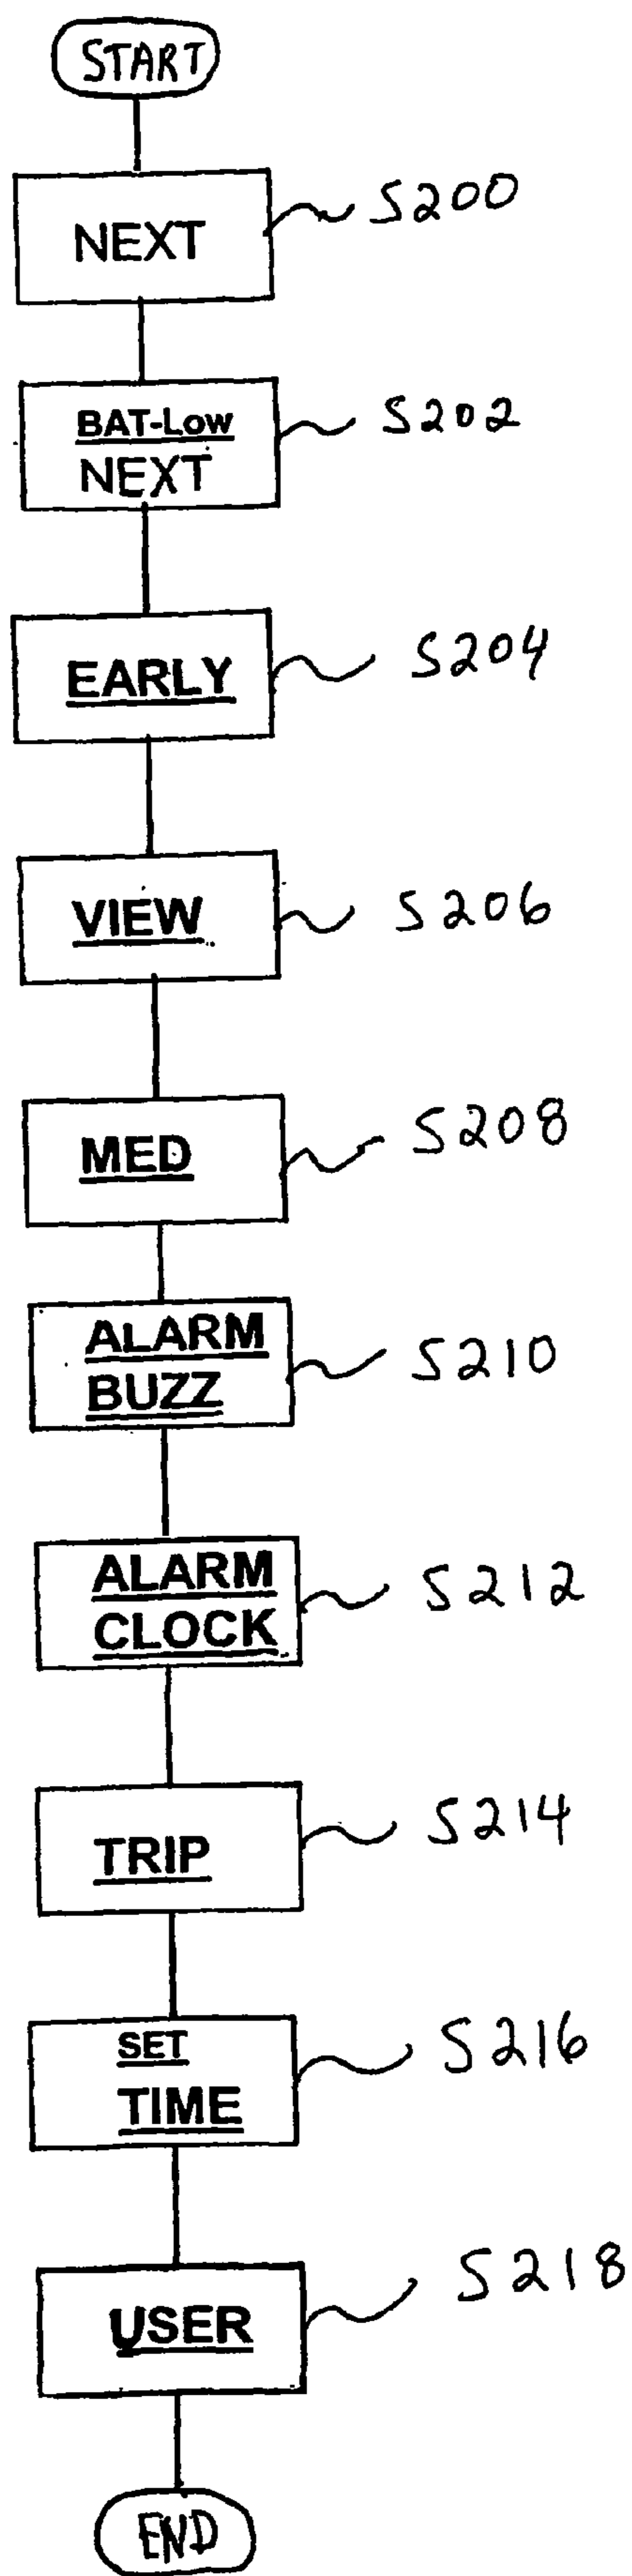 START
NEXT
S200
BAT-Low
NEXT
S202
EARLY
S204
VIEW
S206
MED
S208
ALARM
BUZZ
S210
ALARM
CLOCK
S212
TRIP
S214
SET
TIME
S216
USER
S218
END